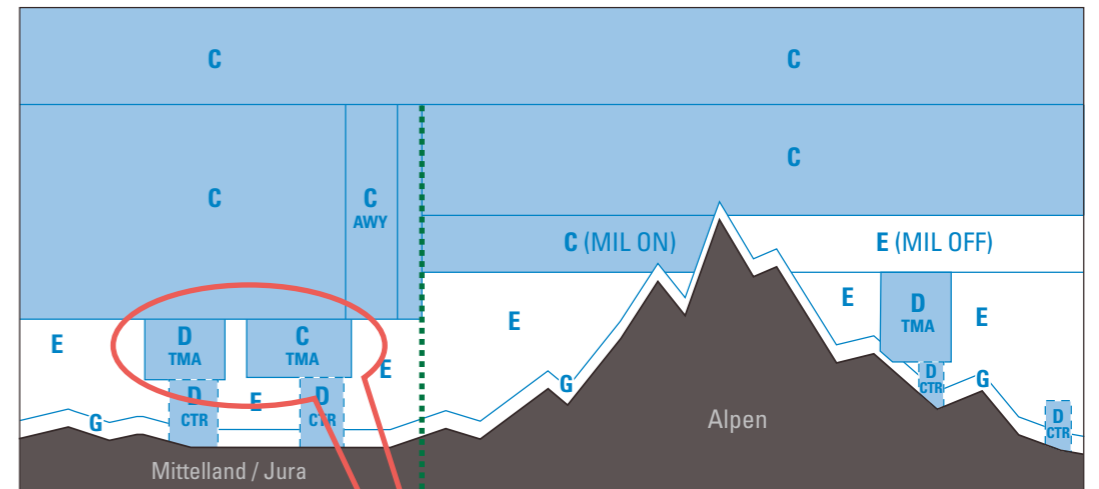 C
C
C
C
C
AWY
C (MIL ON)
E (MIL OFF)
E
D
TMA
C
TMA
E
E
E
D
TMA
E
D
CTR
E
D
CTR
G
G
D
CTR
G
D
CTR
Alpen
Mittelland / Jura